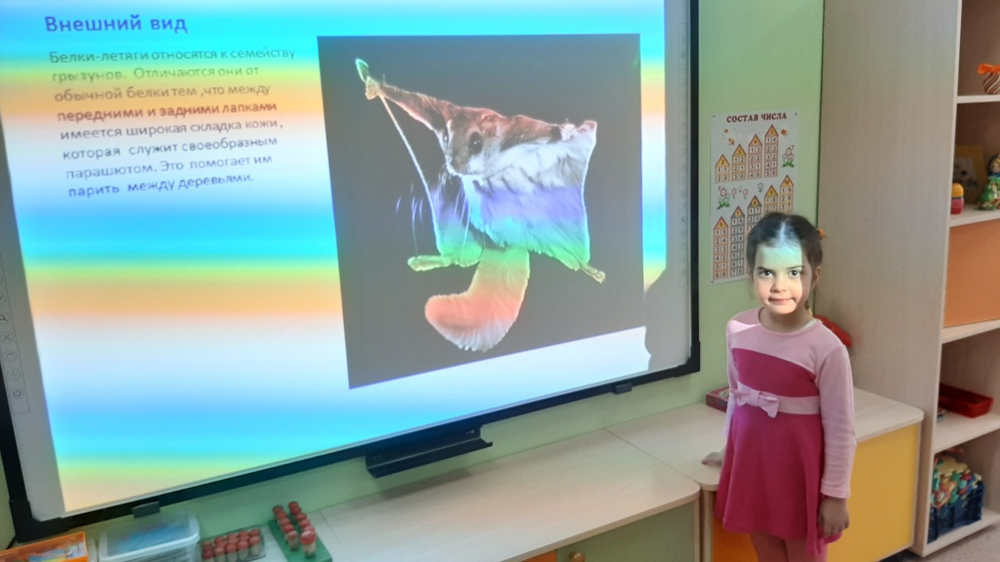 Внешний вид
Белки-летяги относятся к семейству
грызунов. Отличаются они от
обычной белки тем ,что между
передними и задними лапками
имеется широкая складка кожи ,
которая служит своеобразным
парашютом. Это помогает им
парить между деревьями.
СОСТАВ ЧИСЛА